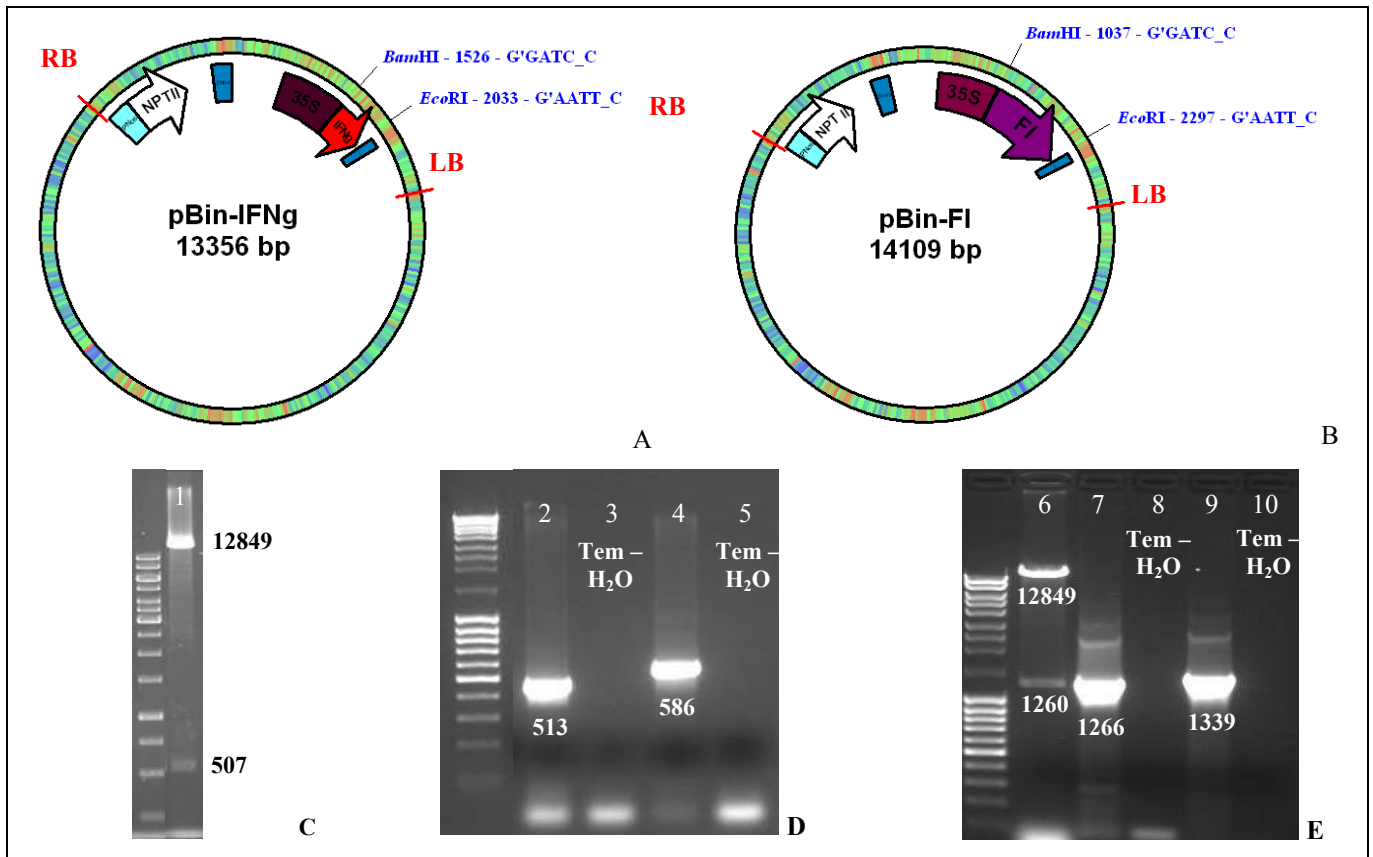 RB
NPTII
35S
IFNg
BamHI - 1526 - G'GATC_C
EcoRI - 2033 - G'AATT_C
LB
pBin-IFNg
13356 bp
A
RB
NPT II
35S
FI
BamHI - 1037 - G'GATC_C
EcoRI - 2297 - G'AATT_C
LB
pBin-FI
14109 bp
B
1
12849
507
C
2 3 4 5
Tem – Tem –
H₂O H₂O
513
586
D
6 7 8 9 10
Tem – Tem –
H₂O H₂O
12849
1260
1266
1339
E